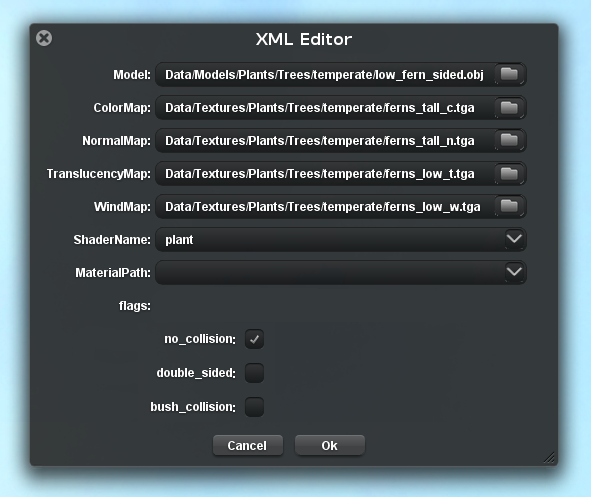 XML Editor
Model: Data/Models/Plants/Trees/temperate/low_fern_sided.obj
ColorMap: Data/Textures/Plants/Trees/temperate/ferns_tall_c.tga
NormalMap: Data/Textures/Plants/Trees/temperate/ferns_tall_n.tga
TranslucencyMap: Data/Textures/Plants/Trees/temperate/ferns_low_t.tga
WindMap: Data/Textures/Plants/Trees/temperate/ferns_low_w.tga
ShaderName: plant
MaterialPath:
flags:
no_collision:
double_sided:
bush_collision:
Cancel Ok